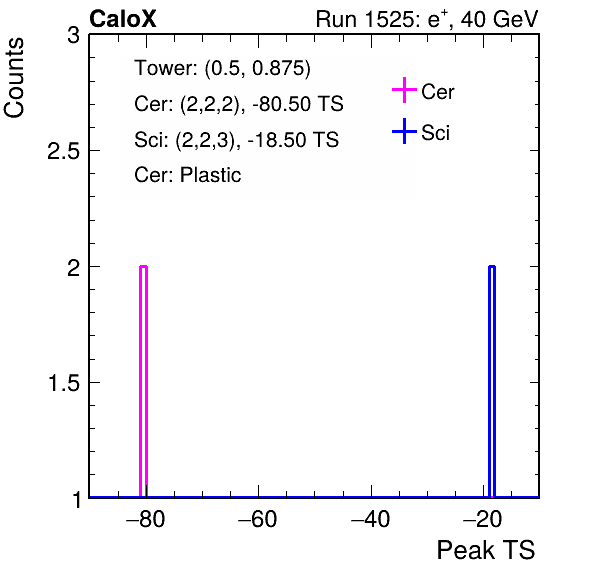 CaloX Run 1525: e⁺, 40 GeV
Counts
Tower: (0.5, 0.875)
Cer: (2,2,2), -80.50 TS
Sci: (2,2,3), -18.50 TS
Cer: Plastic
Cer
Sci
3
2.5
2
1.5
1
−80 −60 −40 −20
Peak TS